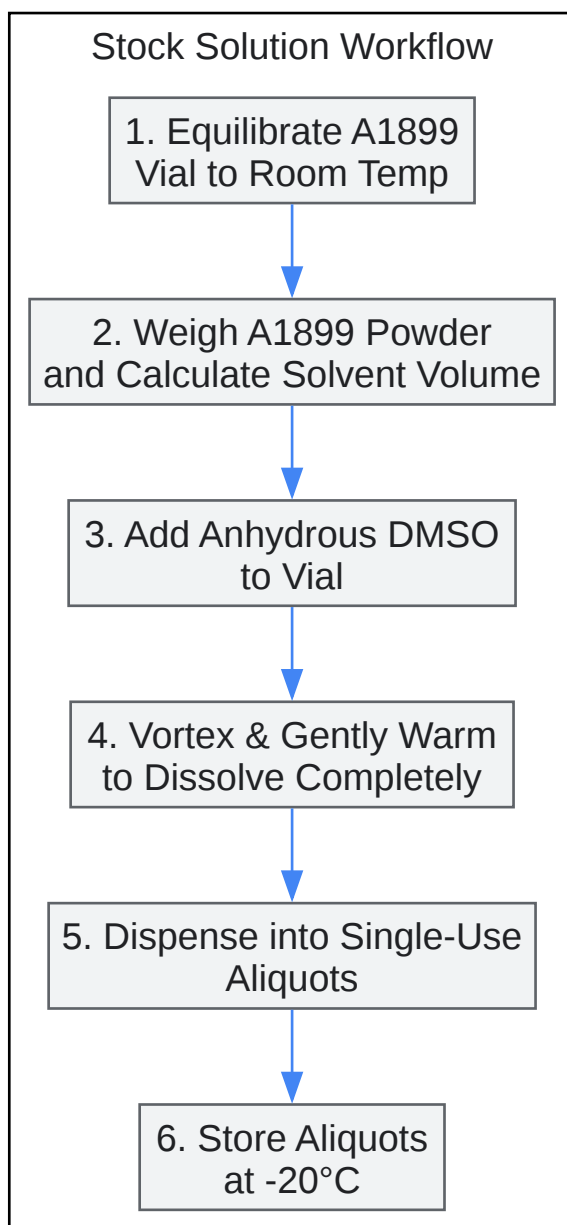 Stock Solution Workflow
1. Equilibrate A1899
Vial to Room Temp
2. Weigh A1899 Powder
and Calculate Solvent Volume
3. Add Anhydrous DMSO
to Vial
4. Vortex & Gently Warm
to Dissolve Completely
5. Dispense into Single-Use
Aliquots
6. Store Aliquots
at -20°C